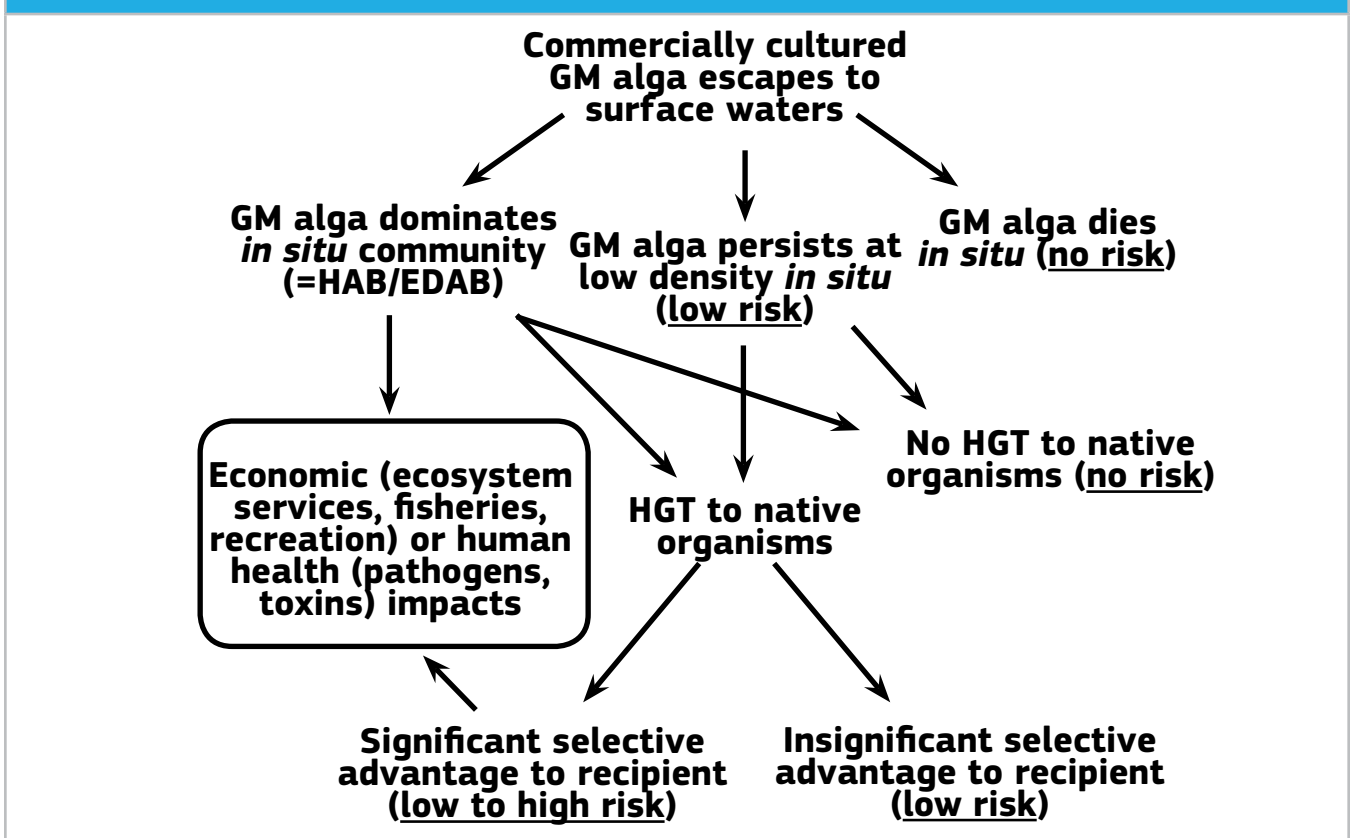 Commercially cultured
GM alga escapes to
surface waters
GM alga dominates
in situ community
(=HAB/EDAB)
GM alga persists at
low density in situ
(low risk)
GM alga dies
in situ (no risk)
Economic (ecosystem
services, fisheries,
recreation) or human
health (pathogens,
toxins) impacts
HGT to native
organisms
No HGT to native
organisms (no risk)
Significant selective
advantage to recipient
(low to high risk)
Insignificant selective
advantage to recipient
(low risk)